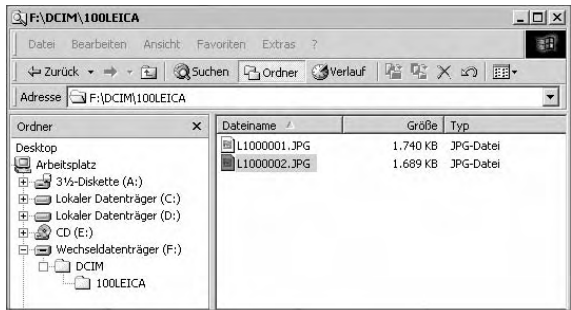 F:\DCIM\100LEICA
Datei Bearbeiten Ansicht Favoriten Extras ?
Zurück Suchen Ordner Verlauf
Adresse F:\DCIM\100LEICA
Ordner x Dateiname Größe Typ
Desktop
Arbeitsplatz
3½-Diskette (A:)
Lokaler Datenträger (C:)
Lokaler Datenträger (D:)
CD (E:)
Wechseldatenträger (F:)
DCIM
100LEICA
L1000001.JPG 1.740 KB JPG-Datei
L1000002.JPG 1.689 KB JPG-Datei